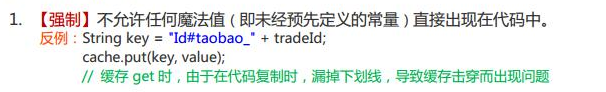 1. 【强制】不允许任何魔法值（即未经预先定义的常量）直接出现在代码中。
反例：String key = "Id#taobao_" + tradeId;
cache.put(key, value);
// 缓存 get 时，由于在代码复制时，漏掉下划线，导致缓存击穿而出现问题